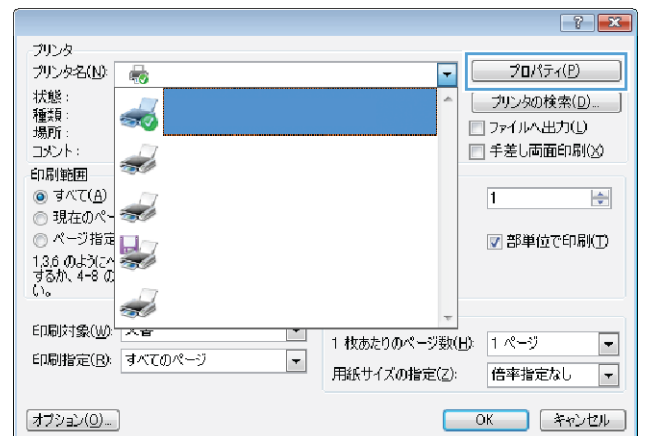 プリンタ
プリンタ名(N):
プロパティ(P)
状態:
プリンタの検索(D)...
種類:
場所:
ファイルへ出力(L)
コメント:
手差し両面印刷(X)
印刷範囲
すべて(A)
1
現在のペー
ページ指定
部単位で印刷(T)
1,3,6 のように
するか、4-8 の
い。
印刷対象(W):
1 枚あたりのページ数(H):
1 ページ
印刷指定(R):
すべてのページ
用紙サイズの指定(Z):
倍率指定なし
オプション(O)...
OK
キャンセル